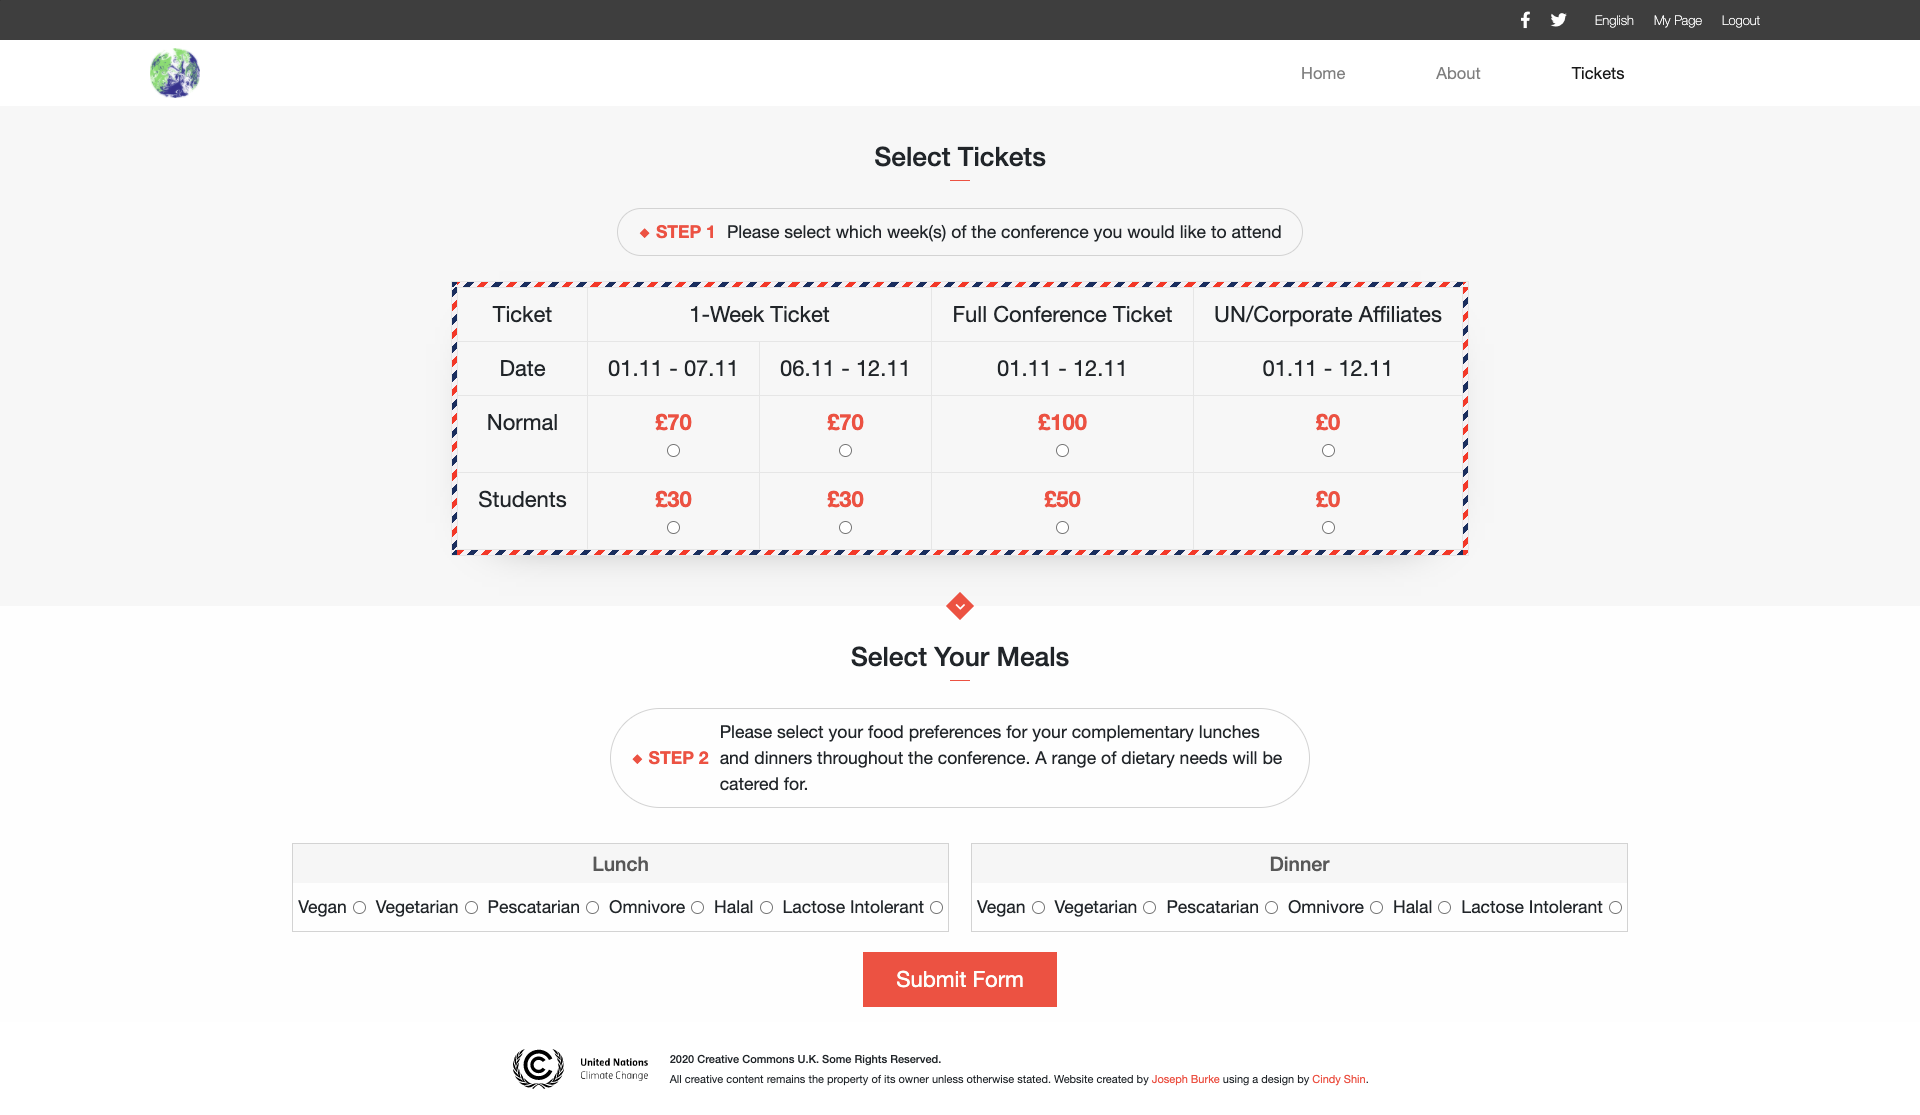 English My Page Logout
Home About Tickets
Select Tickets
STEP 1 Please select which week(s) of the conference you would like to attend
Ticket 1-Week Ticket Full Conference Ticket UN/Corporate Affiliates
Date 01.11 - 07.11 06.11 - 12.11 01.11 - 12.11 01.11 - 12.11
Normal £70 £70 £100 £0
Students £30 £30 £50 £0
Select Your Meals
STEP 2 Please select your food preferences for your complementary lunches
and dinners throughout the conference. A range of dietary needs will be
catered for.
Lunch
Vegan Vegetarian Pescatarian Omnivore Halal Lactose Intolerant
Dinner
Vegan Vegetarian Pescatarian Omnivore Halal Lactose Intolerant
Submit Form
United Nations
Climate Change
2020 Creative Commons U.K. Some Rights Reserved.
All creative content remains the property of its owner unless otherwise stated. Website created by Joseph Burke using a design by Cindy Shin.